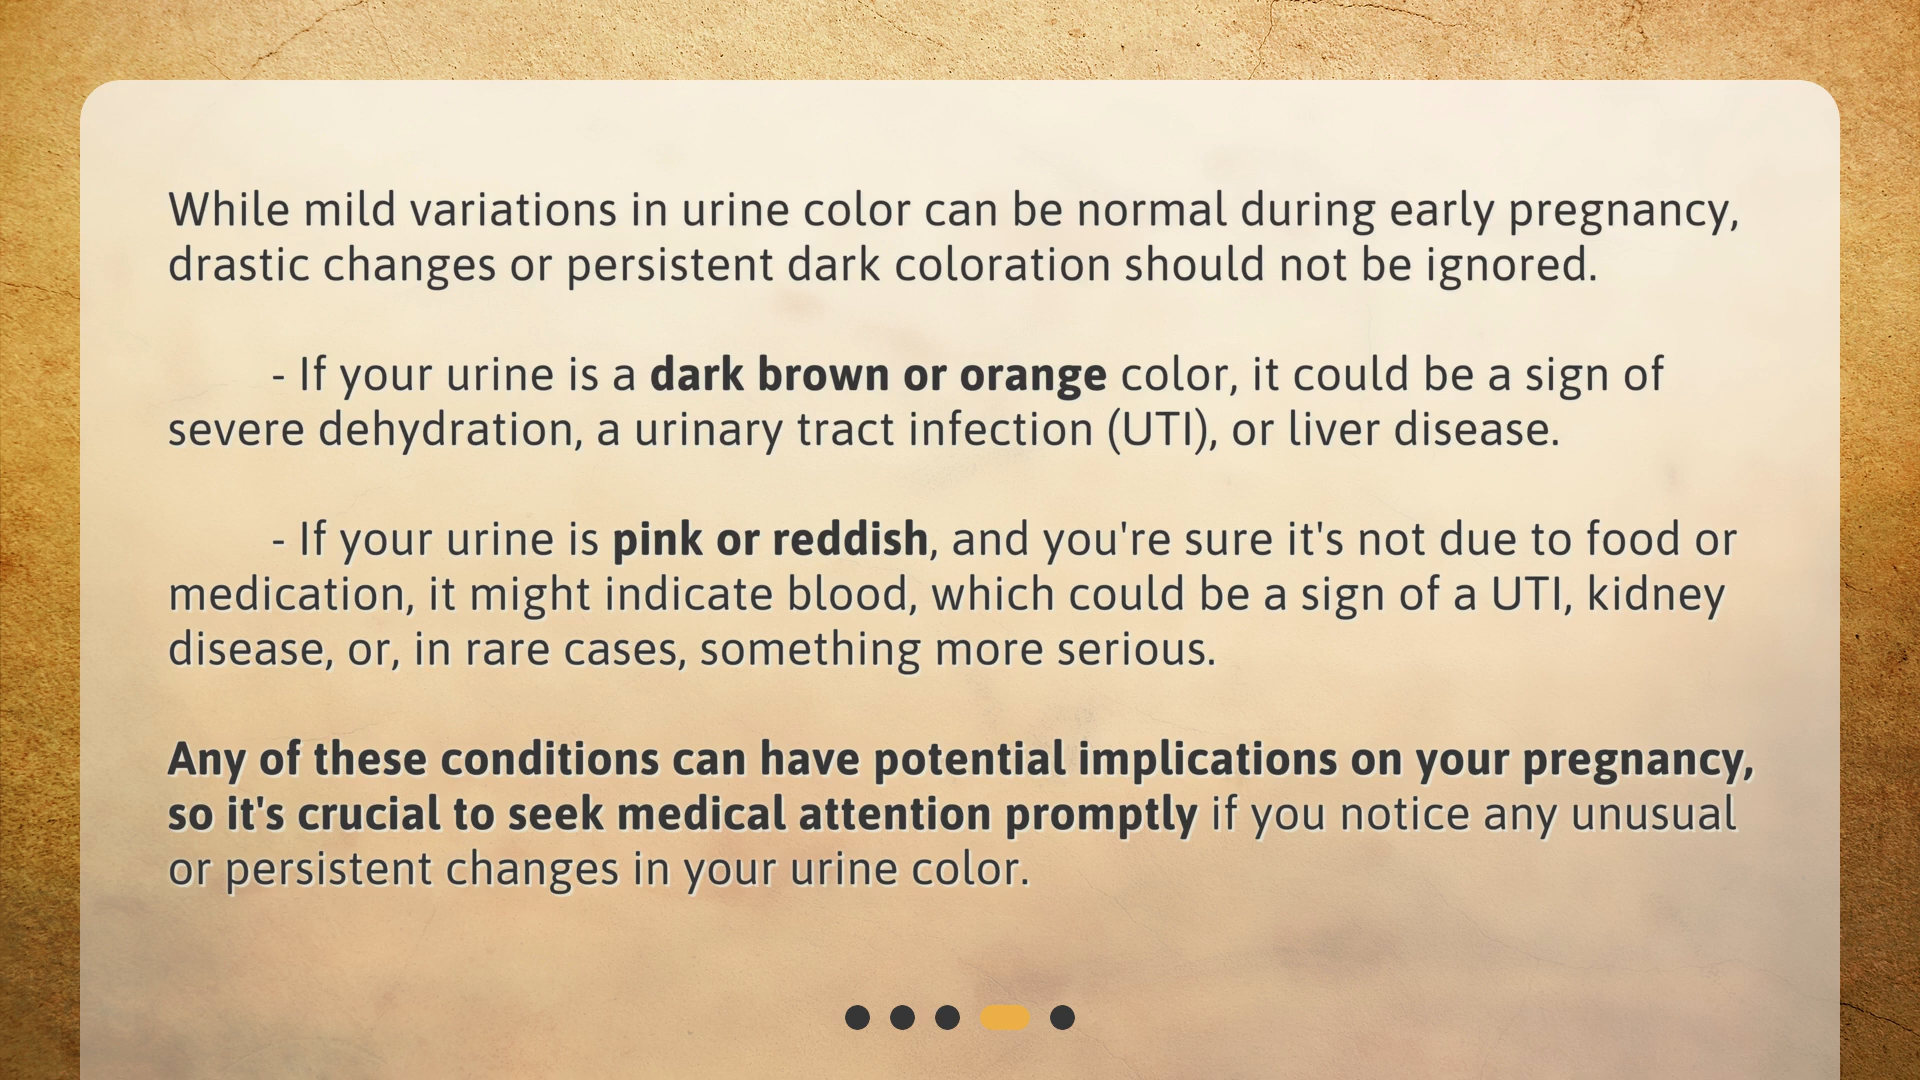 While mild variations in urine color can be normal during early pregnancy,
drastic changes or persistent dark coloration should not be ignored.
- If your urine is a dark brown or orange color, it could be a sign of
severe dehydration, a urinary tract infection (UTI), or liver disease.
- If your urine is pink or reddish, and you're sure it's not due to food or
medication, it might indicate blood, which could be a sign of a UTI, kidney
disease, or, in rare cases, something more serious.
Any of these conditions can have potential implications on your pregnancy,
so it's crucial to seek medical attention promptly if you notice any unusual
or persistent changes in your urine color.